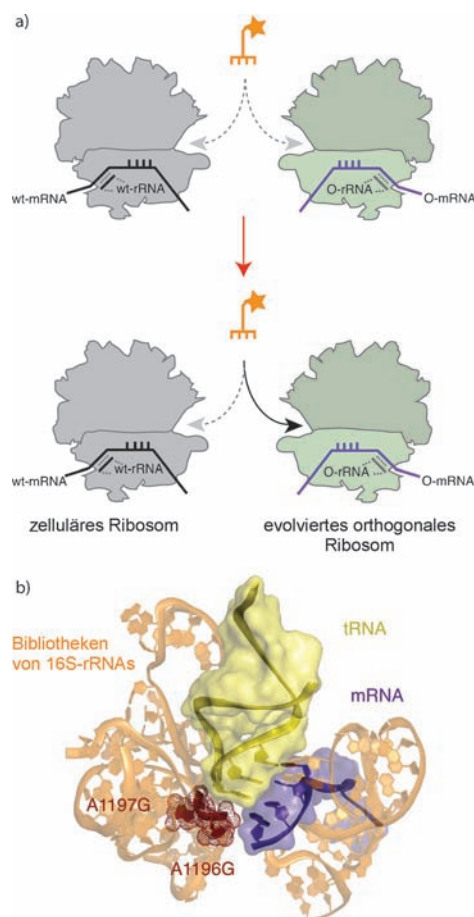 a)
wt-mRNA
wt-rRNA
O-rRNA
O-mRNA
wt-mRNA
wt-rRNA
O-rRNA
O-mRNA
zelluläres Ribosom
evolviertes orthogonales
Ribosom
b)
Bibliotheken
von 16S-rRNAs
tRNA
mRNA
A1197G
A1196G